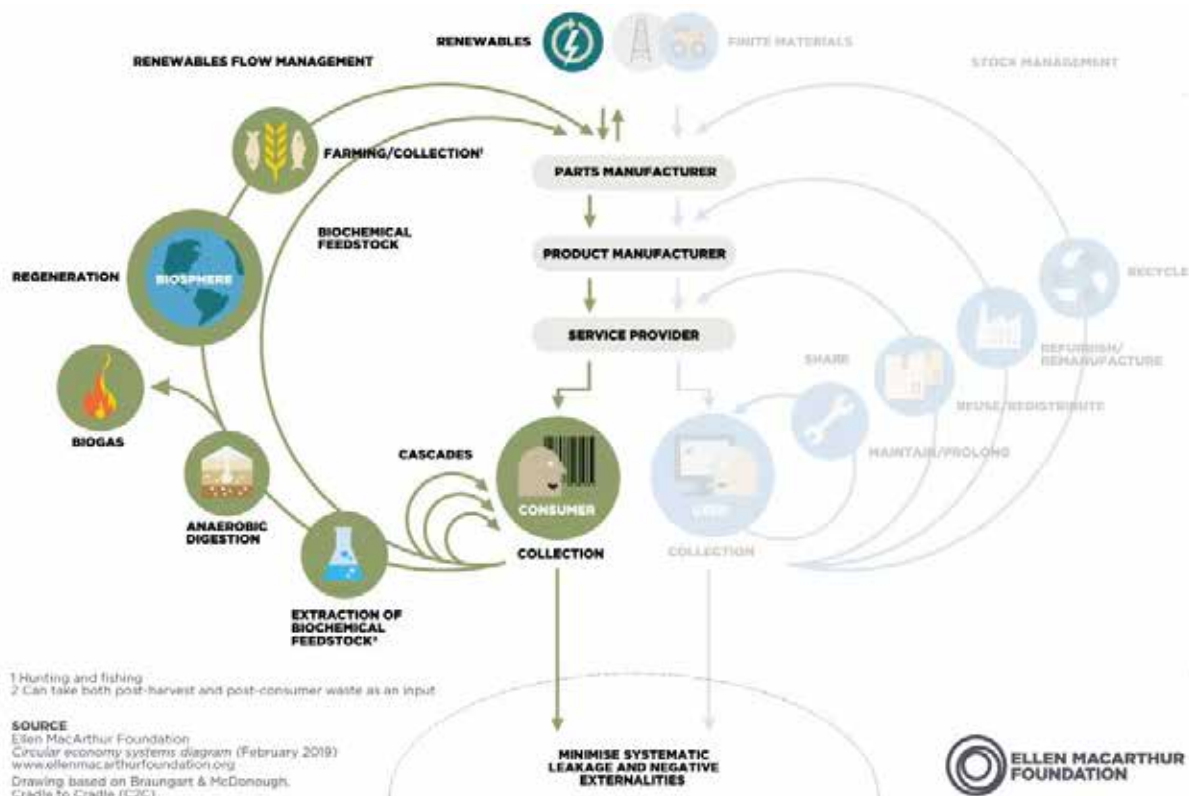 RENEWABLES
FINITE MATERIALS
RENEWABLES FLOW MANAGEMENT
STOCK MANAGEMENT
FARMING/COLLECTION¹
PARTS MANUFACTURER
BIOCHEMICAL
FEEDSTOCK
PRODUCT MANUFACTURER
REGENERATION
BIOSPHERE
RECYCLE
SERVICE PROVIDER
REFURBISH/
REMANUFACTURE
SHARE
REUSE/REDISTRIBUTE
BIOGAS
CASCADES
MAINTAIN/PROLONG
CONSUMER
USER
ANAEROBIC
DIGESTION
COLLECTION
COLLECTION
EXTRACTION OF
BIOCHEMICAL
FEEDSTOCK²
1 Hunting and fishing
2 Can take both post-harvest and post-consumer waste as an input
SOURCE
Ellen MacArthur Foundation
Circular economy systems diagram (February 2019)
www.ellenmacarthurfoundation.org
Drawing based on Braungart & McDonough,
Cradle to Cradle (C2C)
MINIMISE SYSTEMATIC
LEAKAGE AND NEGATIVE
EXTERNALITIES
ELLEN MACARTHUR
FOUNDATION